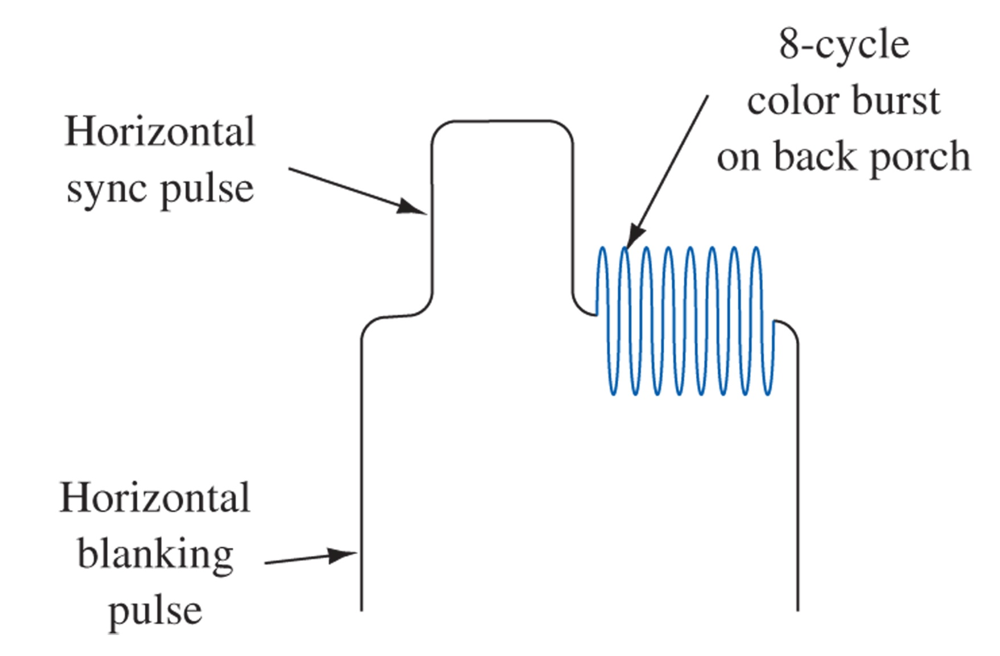 8-cycle
color burst
on back porch
Horizontal
sync pulse
Horizontal
blanking
pulse